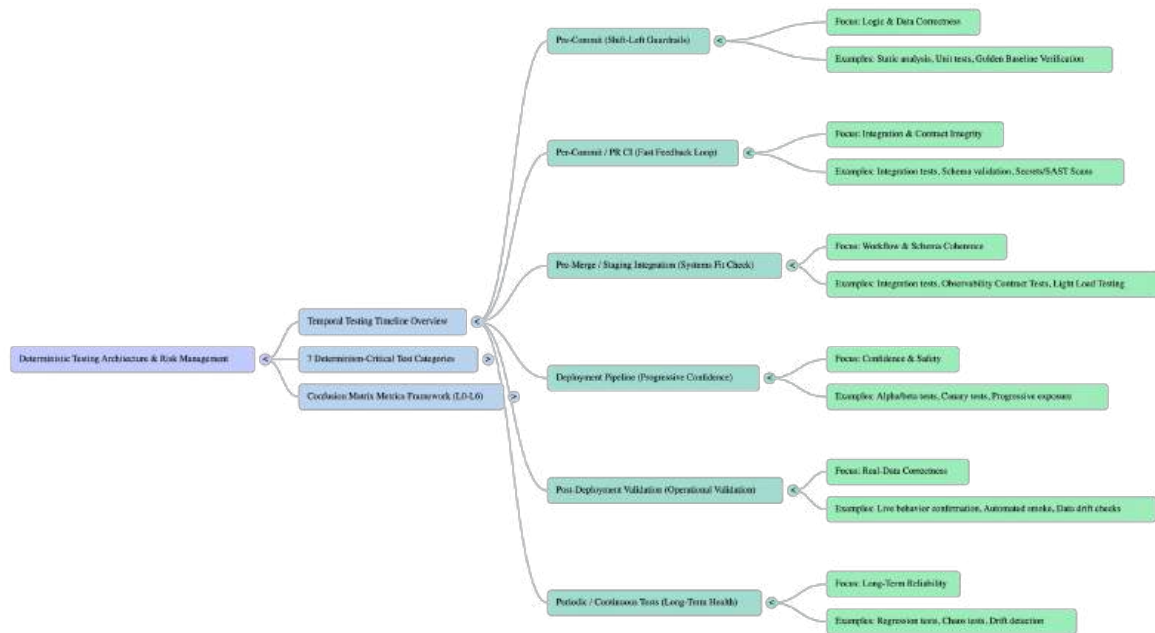 Deterministic Testing Architecture & Risk Management
Temporal Testing Timeline Overview
7 Determinism-Critical Test Categories
Confusion Matrix Metrics Framework (L0-L6)
Pre-Commit (Shift-Left Guardrails)
Focus: Logic & Data Correctness
Examples: Static analysis, Unit tests, Golden Baseline Verification
Per-Commit / PR CI (Fast Feedback Loop)
Focus: Integration & Contract Integrity
Examples: Integration tests, Schema validation, Secrets/SAST Scans
Pre-Merge / Staging Integration (Systems Fit Check)
Focus: Workflow & Schema Coherence
Examples: Integration tests, Observability Contract Tests, Light Load Testing
Deployment Pipeline (Progressive Confidence)
Focus: Confidence & Safety
Examples: Alpha/beta tests, Canary tests, Progressive exposure
Post-Deployment Validation (Operational Validation)
Focus: Real-Data Correctness
Examples: Live behavior confirmation, Automated smoke, Data drift checks
Periodic / Continuous Tests (Long-Term Health)
Focus: Long-Term Reliability
Examples: Regression tests, Chaos tests, Drift detection